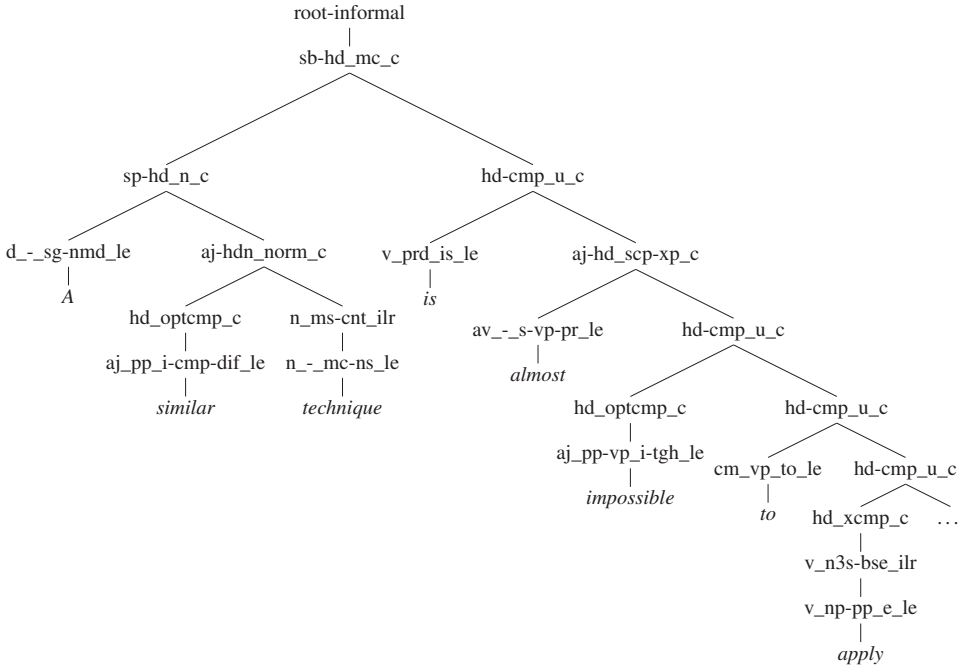 root-informal
sb-hd_mc_c
sp-hd_n_c hd-cmp_u_c
d_-_sg-nmd_le aj-hdn_norm_c v_prd_is_le aj-hd_scp-xp_c
A is
hd_optcmp_c n_ms-cnt_ilr av_-_s-vp-pr_le hd-cmp_u_c
aj_pp_i-cmp-dif_le n_-_mc-ns_le almost
similar technique hd_optcmp_c hd-cmp_u_c
aj_pp-vp_i-tgh_le cm_vp_to_le hd-cmp_u_c
impossible to hd_xcmp_c ...
v_n3s-bse_ilr
v_np-pp_e_le
apply